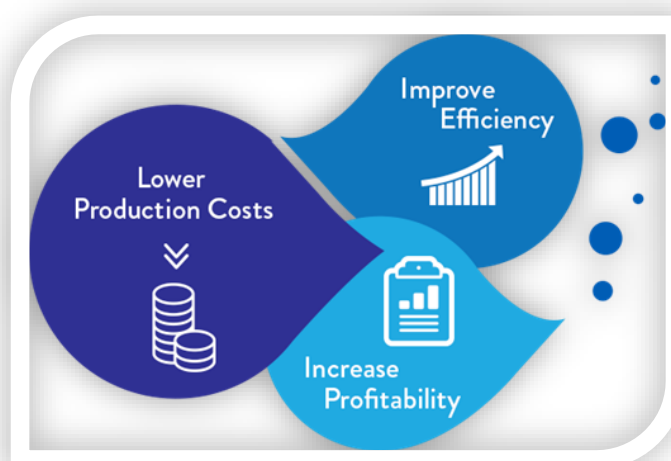 Lower
Production Costs
Improve
Efficiency
Increase
Profitability